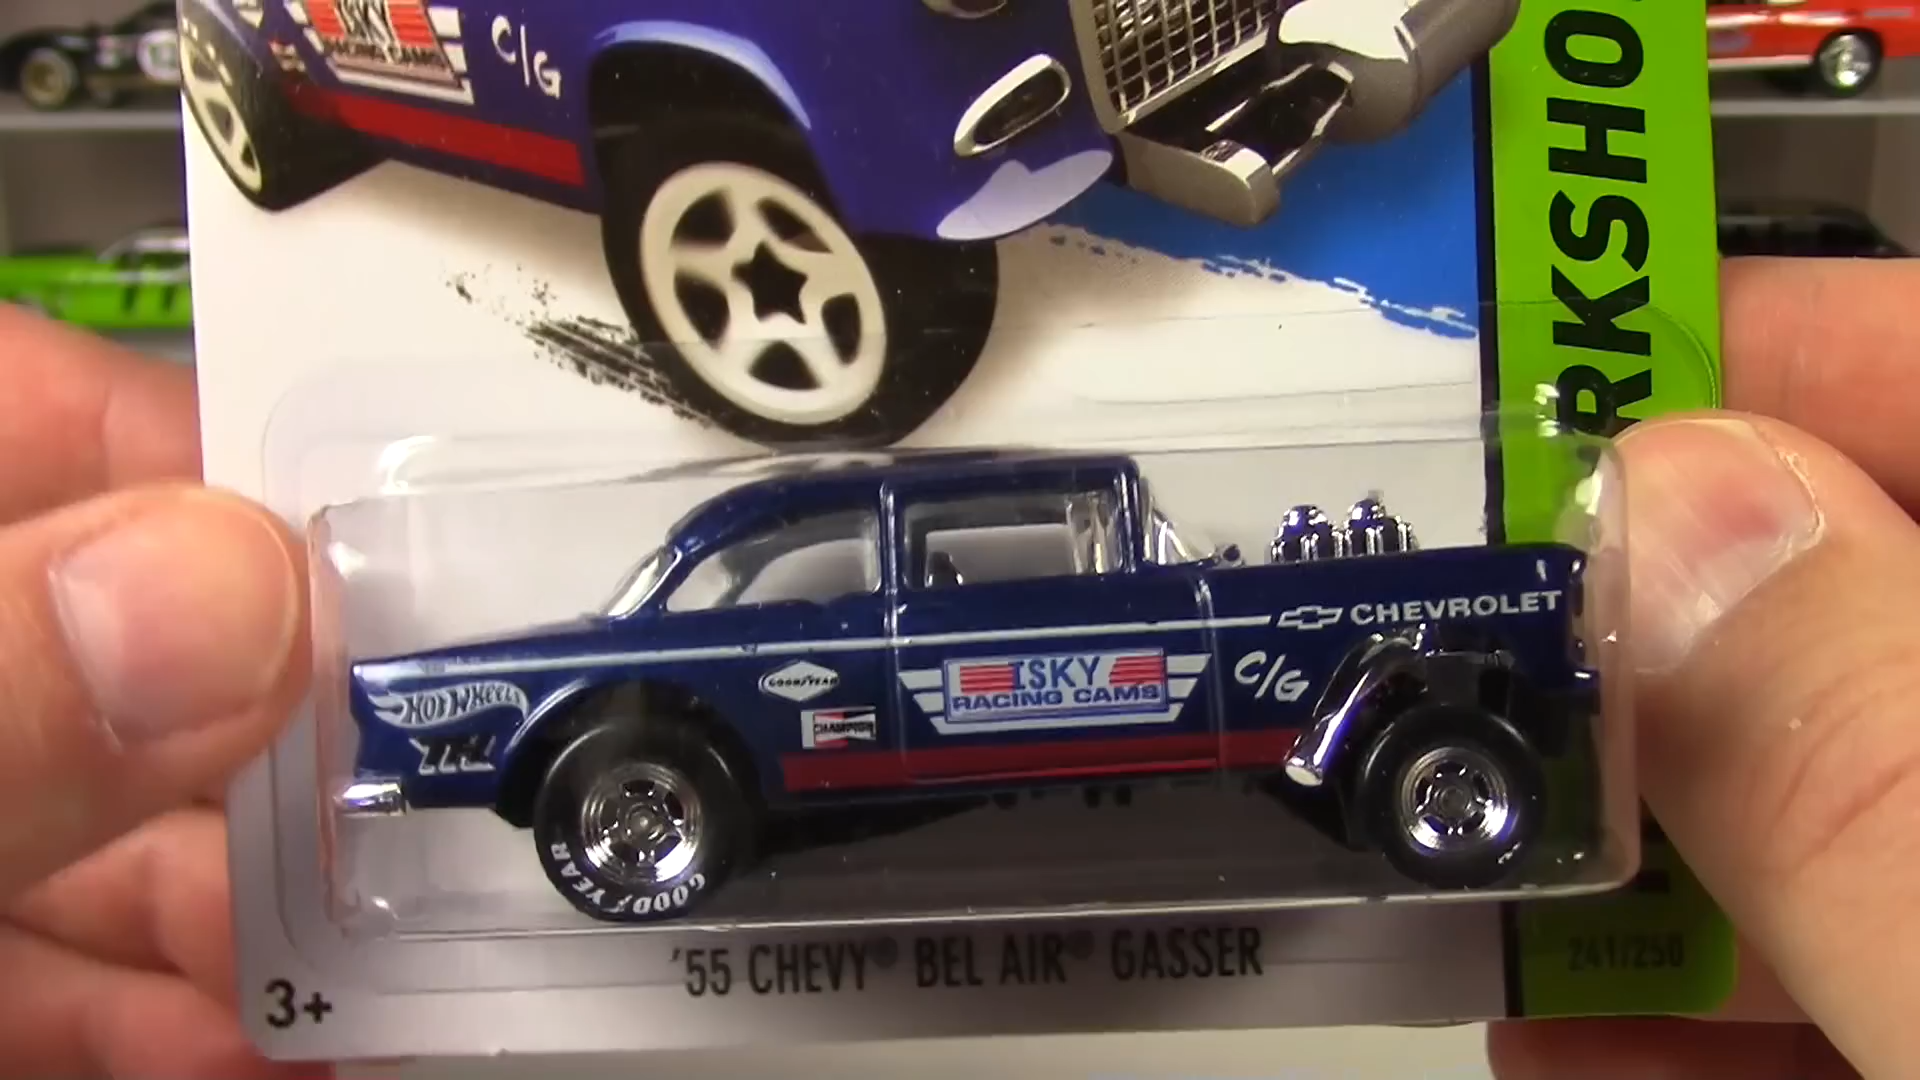 ISKY
RACING CAMS
C/G
RKSHO
CHEVROLET
HOT WHEELS
GOODYEAR
CHAMPION
ISKY
RACING CAMS
C/G
GOODYEAR
'55 CHEVY® BEL AIR® GASSER
3+
241/250